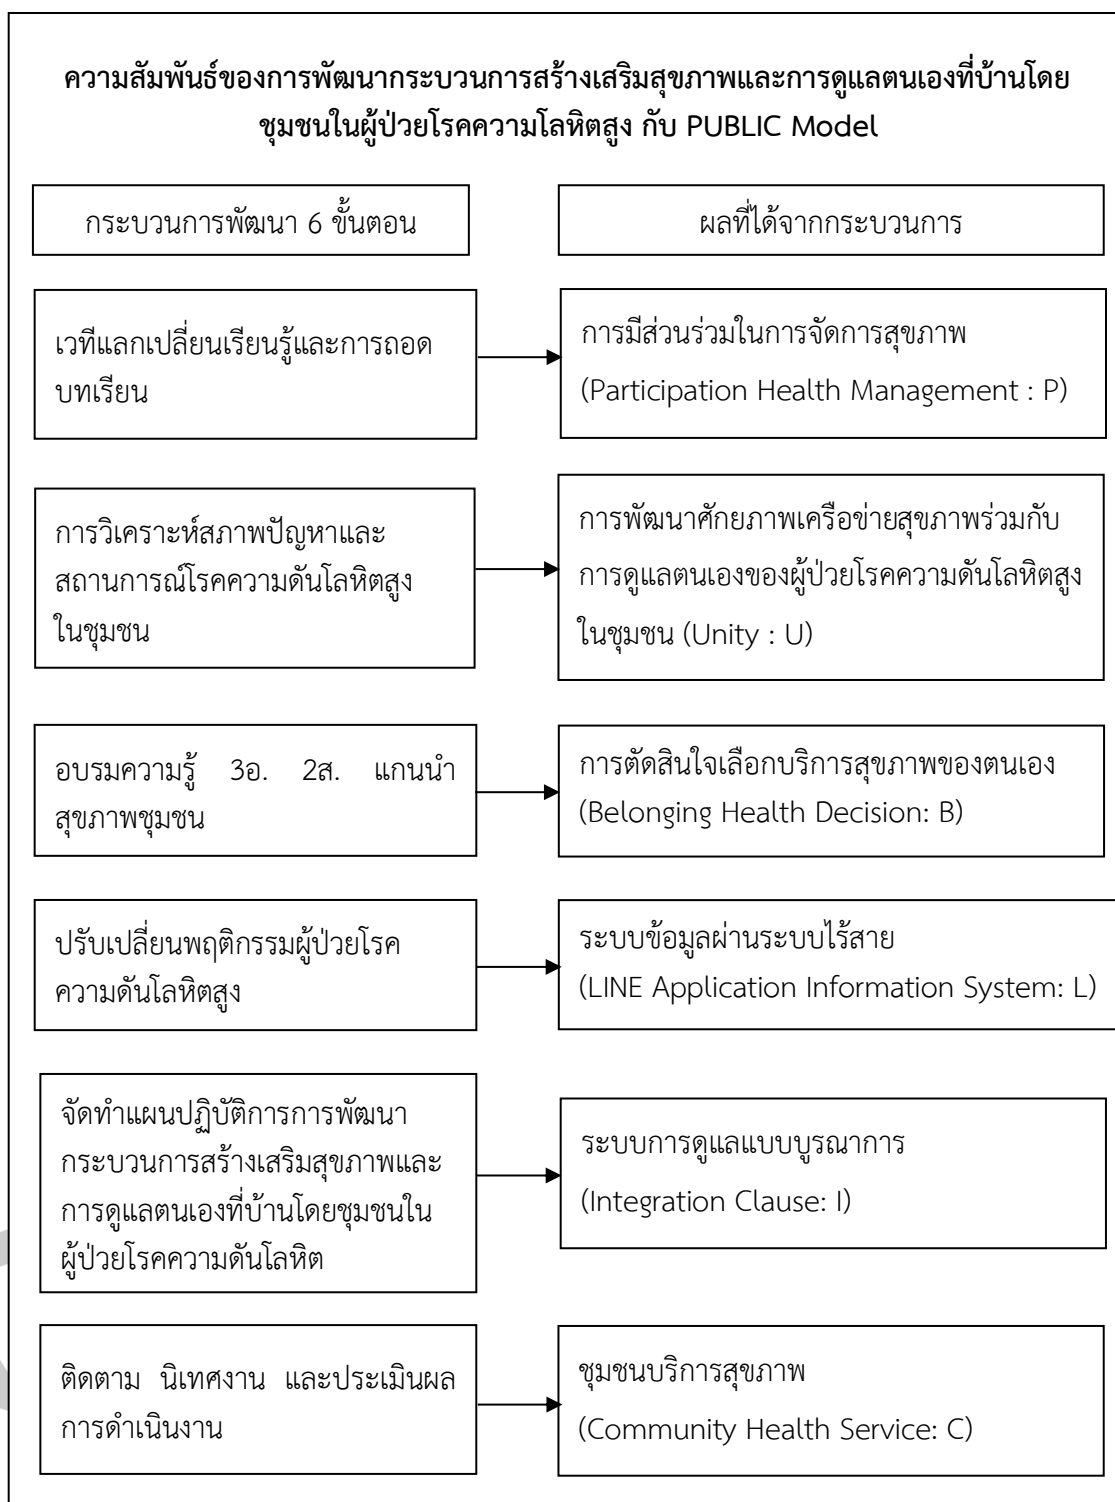 ความสัมพันธ์ของการพัฒนากระบวนการสร้างเสริมสุขภาพและการดูแลตนเองที่บ้านโดย
ชุมชนในผู้ป่วยโรคความโลหิตสูง กับ PUBLIC Model
กระบวนการพัฒนา 6 ขั้นตอน
ผลที่ได้จากกระบวนการ
เวทีแลกเปลี่ยนเรียนรู้และการถอด
บทเรียน
การมีส่วนร่วมในการจัดการสุขภาพ
(Participation Health Management : P)
การวิเคราะห์สภาพปัญหาและ
สถานการณ์โรคความดันโลหิตสูง
ในชุมชน
การพัฒนาศักยภาพเครือข่ายสุขภาพร่วมกับ
การดูแลตนเองของผู้ป่วยโรคความดันโลหิตสูง
ในชุมชน (Unity : U)
อบรมความรู้ 3อ. 2ส. แกนนำ
สุขภาพชุมชน
การตัดสินใจเลือกบริการสุขภาพของตนเอง
(Belonging Health Decision: B)
ปรับเปลี่ยนพฤติกรรมผู้ป่วยโรค
ความดันโลหิตสูง
ระบบข้อมูลผ่านระบบไร้สาย
(LINE Application Information System: L)
จัดทำแผนปฏิบัติการการพัฒนา
กระบวนการสร้างเสริมสุขภาพและ
การดูแลตนเองที่บ้านโดยชุมชนใน
ผู้ป่วยโรคความดันโลหิต
ระบบการดูแลแบบบูรณาการ
(Integration Clause: I)
ติดตาม นิเทศงาน และประเมินผล
การดำเนินงาน
ชุมชนบริการสุขภาพ
(Community Health Service: C)